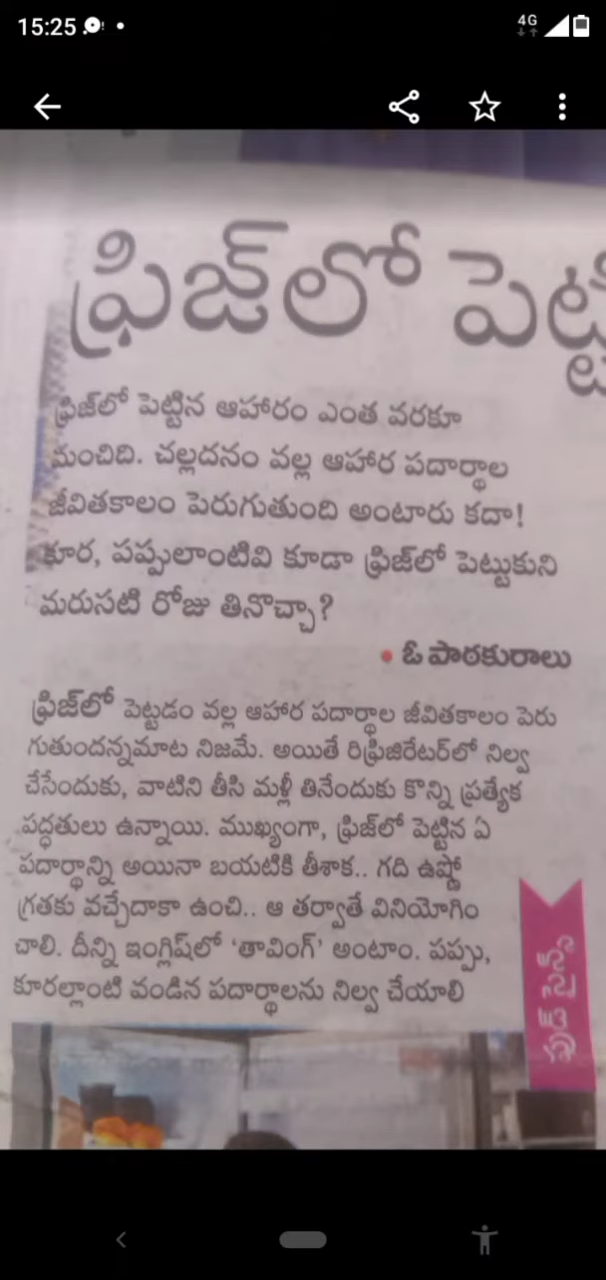 15:25
4G
ఫ్రిజ్‌లో పెట్టి
ఫ్రిజ్‌లో పెట్టిన ఆహారం ఎంత వరకూ
మంచిది. చల్లదనం వల్ల ఆహార పదార్థాల
జీవితకాలం పెరుగుతుంది అంటారు కదా!
కూర, పప్పులాంటివి కూడా ఫ్రిజ్‌లో పెట్టుకుని
మరుసటి రోజు తినొచ్చా?
• ఓ పాఠకురాలు
ఫ్రిజ్‌లో పెట్టడం వల్ల ఆహార పదార్థాల జీవితకాలం పెరు
గుతుందన్నమాట నిజమే. అయితే రిఫ్రిజిరేటర్‌లో నిల్వ
చేసేందుకు, వాటిని తీసి మళ్లీ తినేందుకు కొన్ని ప్రత్యేక
పద్ధతులు ఉన్నాయి. ముఖ్యంగా, ఫ్రిజ్‌లో పెట్టిన ఏ
పదార్థాన్ని అయినా బయటికి తీశాక.. గది ఉష్ణో
గ్రతకు వచ్చేదాకా ఉంచి.. ఆ తర్వాతే వినియోగిం
చాలి. దీన్ని ఇంగ్లిష్‌లో ‘తావింగ్’ అంటాం. పప్పు,
కూరల్లాంటి వండిన పదార్థాలను నిల్వ చేయాలి
ఫుడ్ సైన్స్